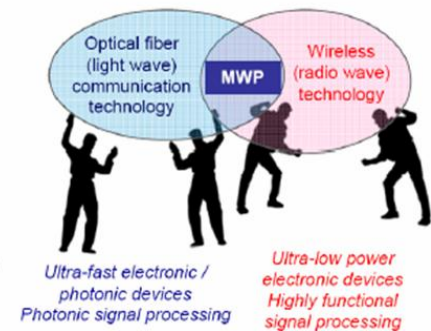 Optical fiber
(light wave)
communication
technology
MWP
Wireless
(radio wave)
technology
Ultra-fast electronic /
photonic devices
Photonic signal processing
Ultra-low power
electronic devices
Highly functional
signal processing